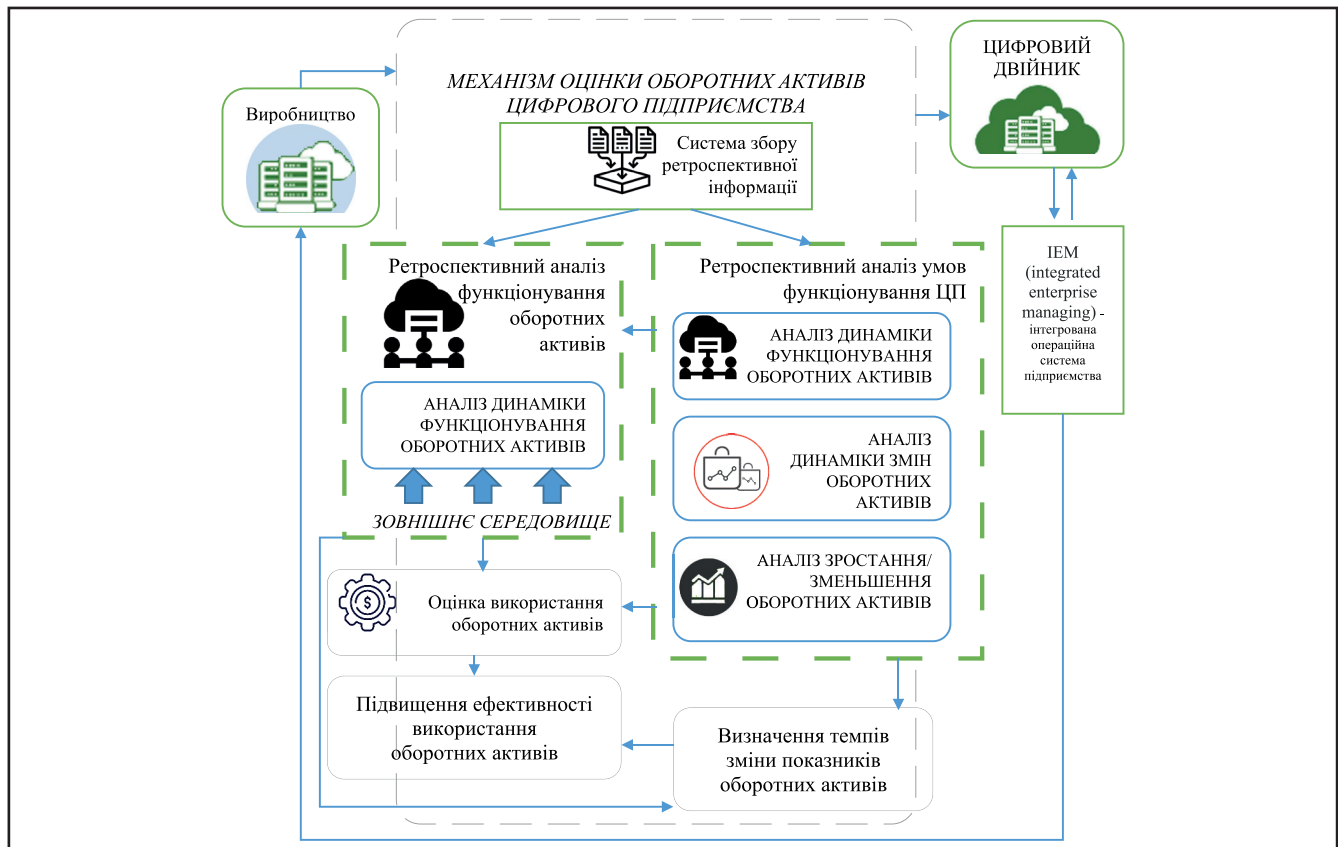 МЕХАНІЗМ ОЦІНКИ ОБОРОТНИХ АКТИВІВ
ЦИФРОВОГО ПІДПРИЄМСТВА
ЦИФРОВИЙ
ДВІЙНИК
Виробництво
Система збору
ретроспективної
інформації
Ретроспективний аналіз
функціонування
оборотних
активів
Ретроспективний аналіз умов
функціонування ЦП
IEM
(integrated
enterprise
managing) -
інтегрована
операційна
система
підприємства
АНАЛІЗ ДИНАМІКИ
ФУНКЦІОНУВАННЯ
ОБОРОТНИХ АКТИВІВ
АНАЛІЗ ДИНАМІКИ
ФУНКЦІОНУВАННЯ
ОБОРОТНИХ АКТИВІВ
АНАЛІЗ
ДИНАМІКИ ЗМІН
ОБОРОТНИХ
АКТИВІВ
ЗОВНІШНЄ СЕРЕДОВИЩЕ
АНАЛІЗ ЗРОСТАННЯ/
ЗМЕНЬШЕННЯ
ОБОРОТНИХ АКТИВІВ
$
Оцінка використання
оборотних активів
Підвищення ефективності
використання
оборотних активів
Визначення темпів
зміни показників
оборотних активів